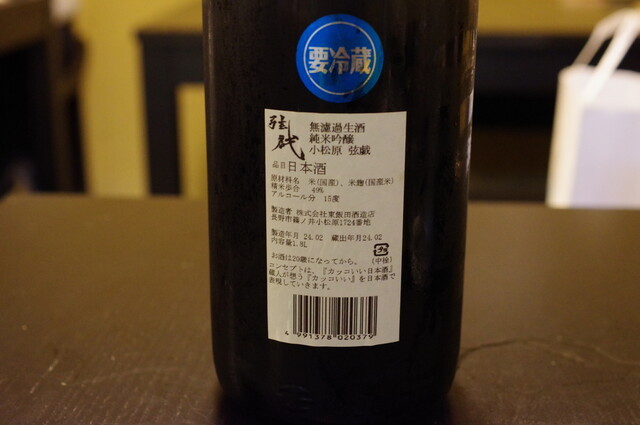 要冷蔵
弦戯
無濾過生酒
純米吟醸
小松原 弦戯
品目 日本酒
原材料名 米(国産)、米麹(国産米)
精米歩合 49%
アルコール分 15度
製造者 株式会社東飯田酒造店
長野市篠ノ井小松原1724番地
製造年月 24.02 蔵出年月24.02
内容量1.8L
お酒は20歳になってから。 (中栓)
コンセプトは、『カッコいい日本酒』
蔵人が想う『カッコいい』を日本酒で
表現していきます。
4 991378 020379